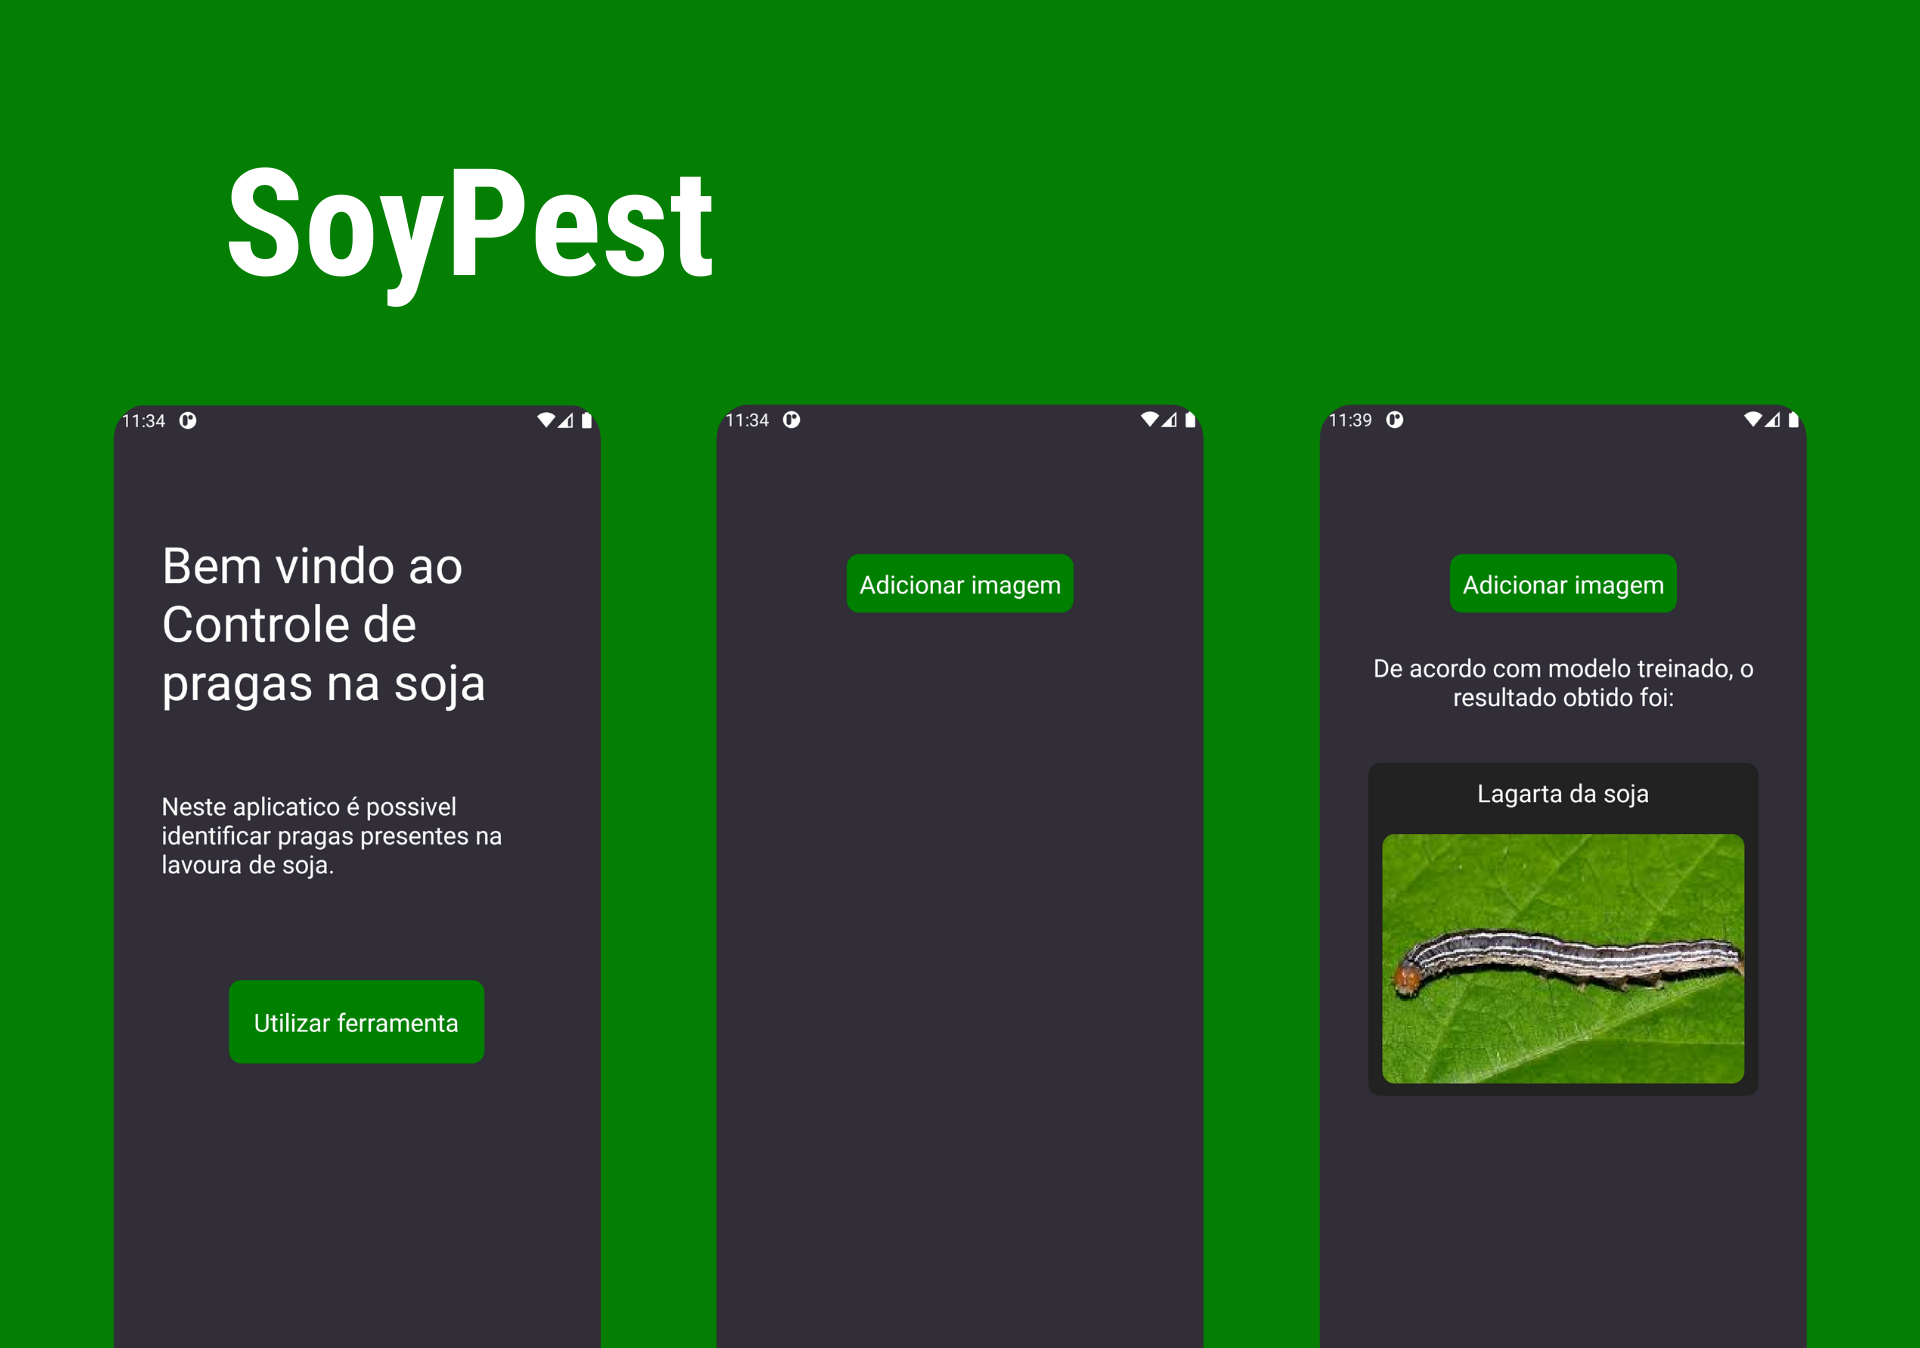 SoyPest
11:34
Bem vindo ao
Controle de
pragas na soja
Neste aplicatico é possivel
identificar pragas presentes na
lavoura de soja.
Utilizar ferramenta
11:34
Adicionar imagem
11:39
Adicionar imagem
De acordo com modelo treinado, o
resultado obtido foi:
Lagarta da soja